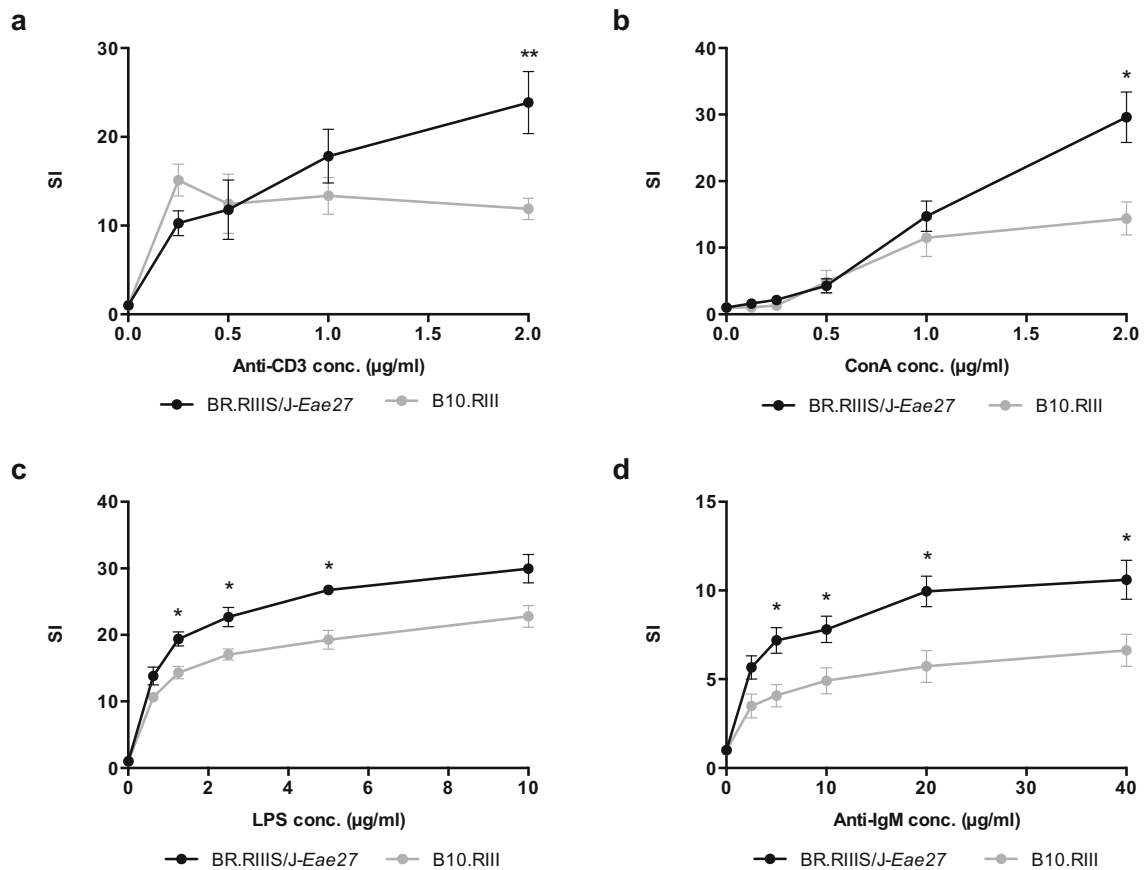 a
30
20
10
0
SI
**
0.0 0.5 1.0 1.5 2.0
Anti-CD3 conc. (µg/ml)
BR.RIIIS/J-Eae27 B10.RIII
b
40
30
20
10
0
SI
*
0.0 0.5 1.0 1.5 2.0
ConA conc. (µg/ml)
BR.RIIIS/J-Eae27 B10.RIII
c
40
30
20
10
0
SI
* * *
0 2 4 6 8 10
LPS conc. (µg/ml)
BR.RIIIS/J-Eae27 B10.RIII
d
15
10
5
0
SI
* * * *
0 10 20 30 40
Anti-IgM conc. (µg/ml)
BR.RIIIS/J-Eae27 B10.RIII